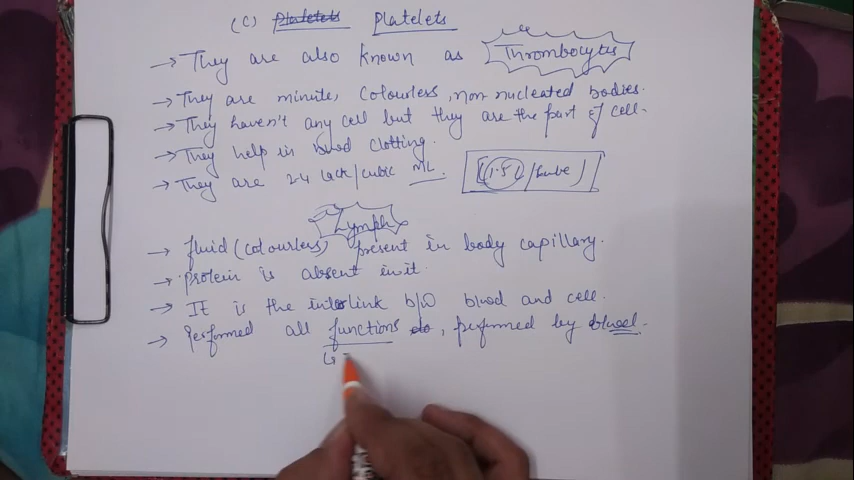 (C) Platelets Platelets
→ They are also known as Thrombocytes
→ They are minute, colourless, non nucleated bodies.
→ They haven't any cell but they are the part of cell.
→ They help in blood clotting.
→ They are 2-4 lack/cubic ML.
Lymph
→ fluid (colourless) present in body capillary.
→ protein is absent in it.
→ It is the interlink b/w blood and cell.
→ Performed all functions, performed by blood.